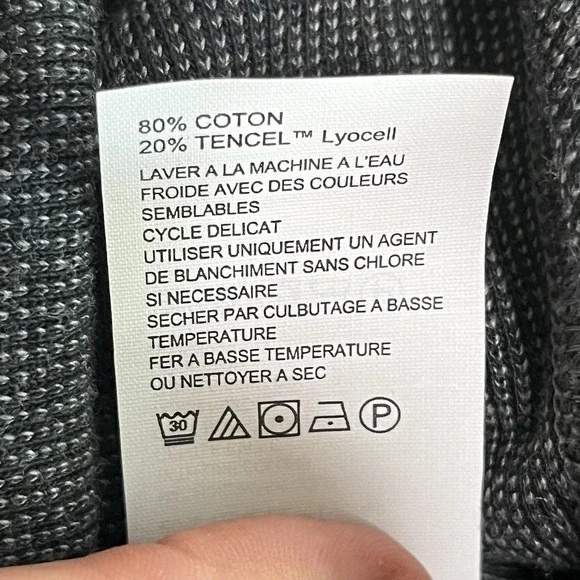 80% COTON
20% TENCEL™ Lyocell
LAVER A LA MACHINE A L'EAU
FROIDE AVEC DES COULEURS
SEMBLABLES
CYCLE DELICAT
UTILISER UNIQUEMENT UN AGENT
DE BLANCHIMENT SANS CHLORE
SI NECESSAIRE
SECHER PAR CULBUTAGE A BASSE
TEMPERATURE
FER A BASSE TEMPERATURE
OU NETTOYER A SEC
30 P